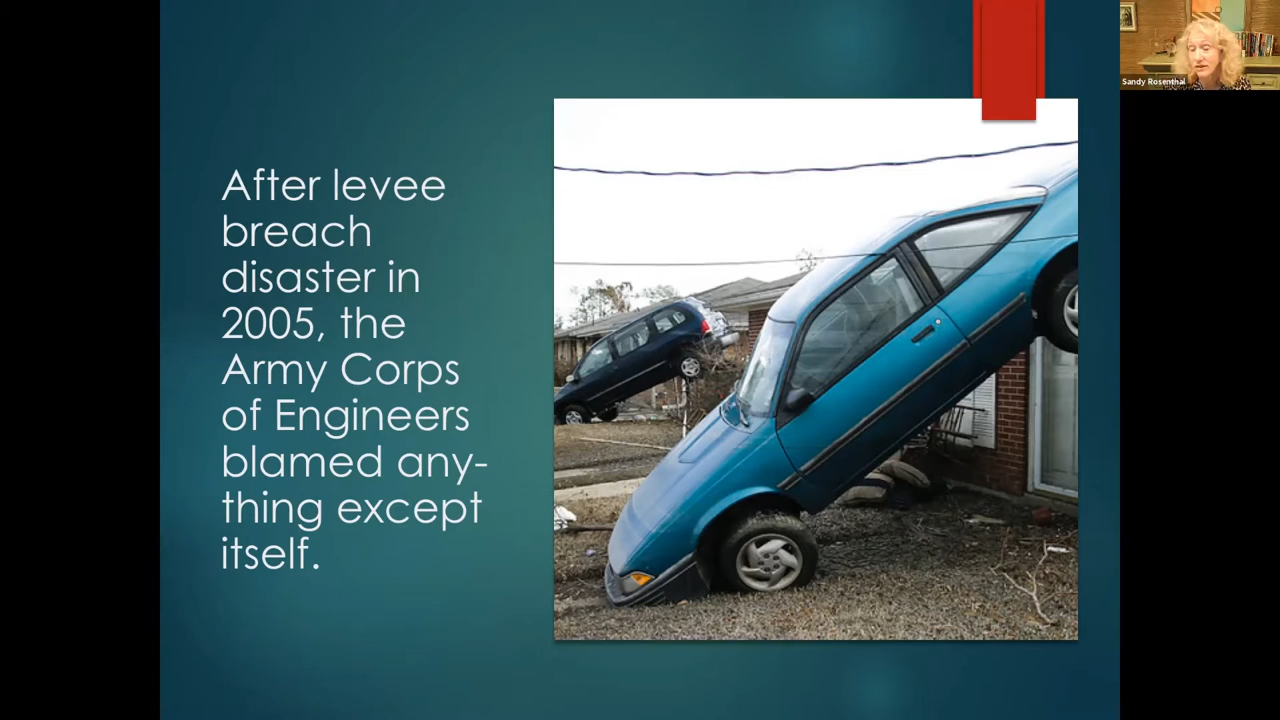 After levee
breach
disaster in
2005, the
Army Corps
of Engineers
blamed any-
thing except
itself.
Sandy Rosenthal